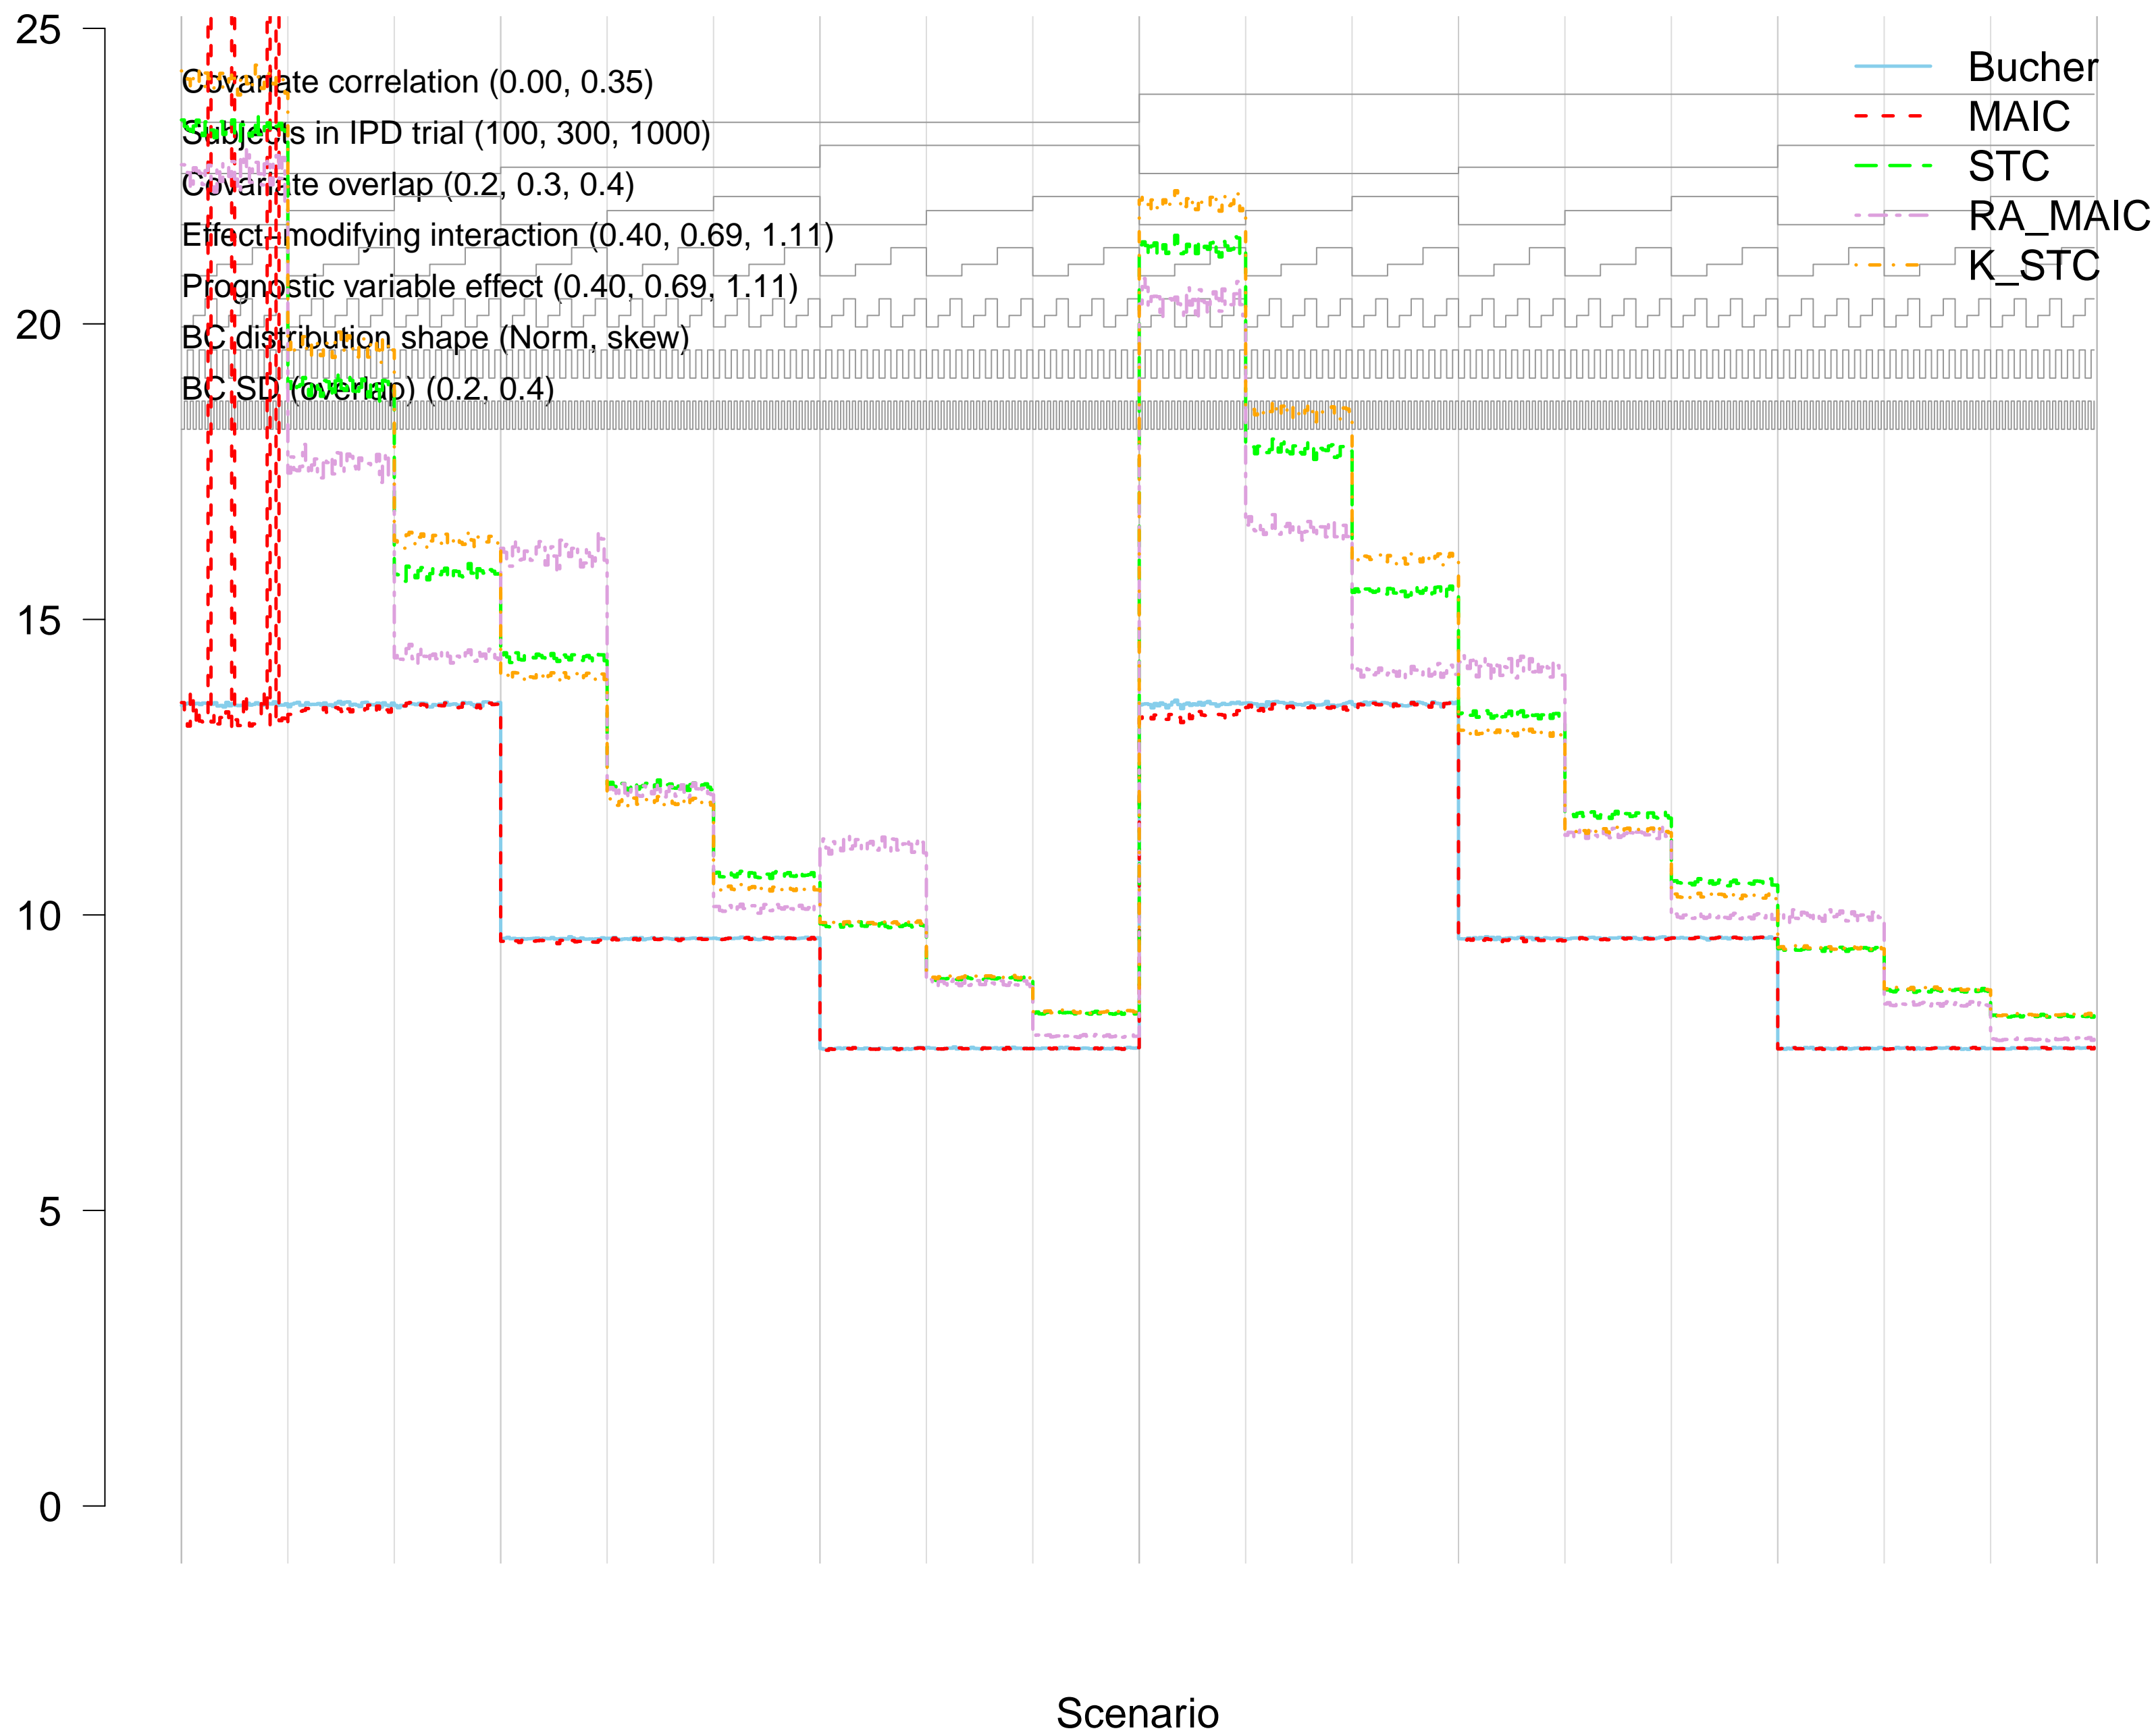 25
20
15
10
5
0
Covariate correlation (0.00, 0.35)
Subjects in IPD trial (100, 300, 1000)
Covariate overlap (0.2, 0.3, 0.4)
Effect-modifying interaction (0.40, 0.69, 1.11)
Prognostic variable effect (0.40, 0.69, 1.11)
BC distribution shape (Norm, skew)
BC SD (overlap) (0.2, 0.4)
Bucher
MAIC
STC
RA_MAIC
K_STC
Scenario